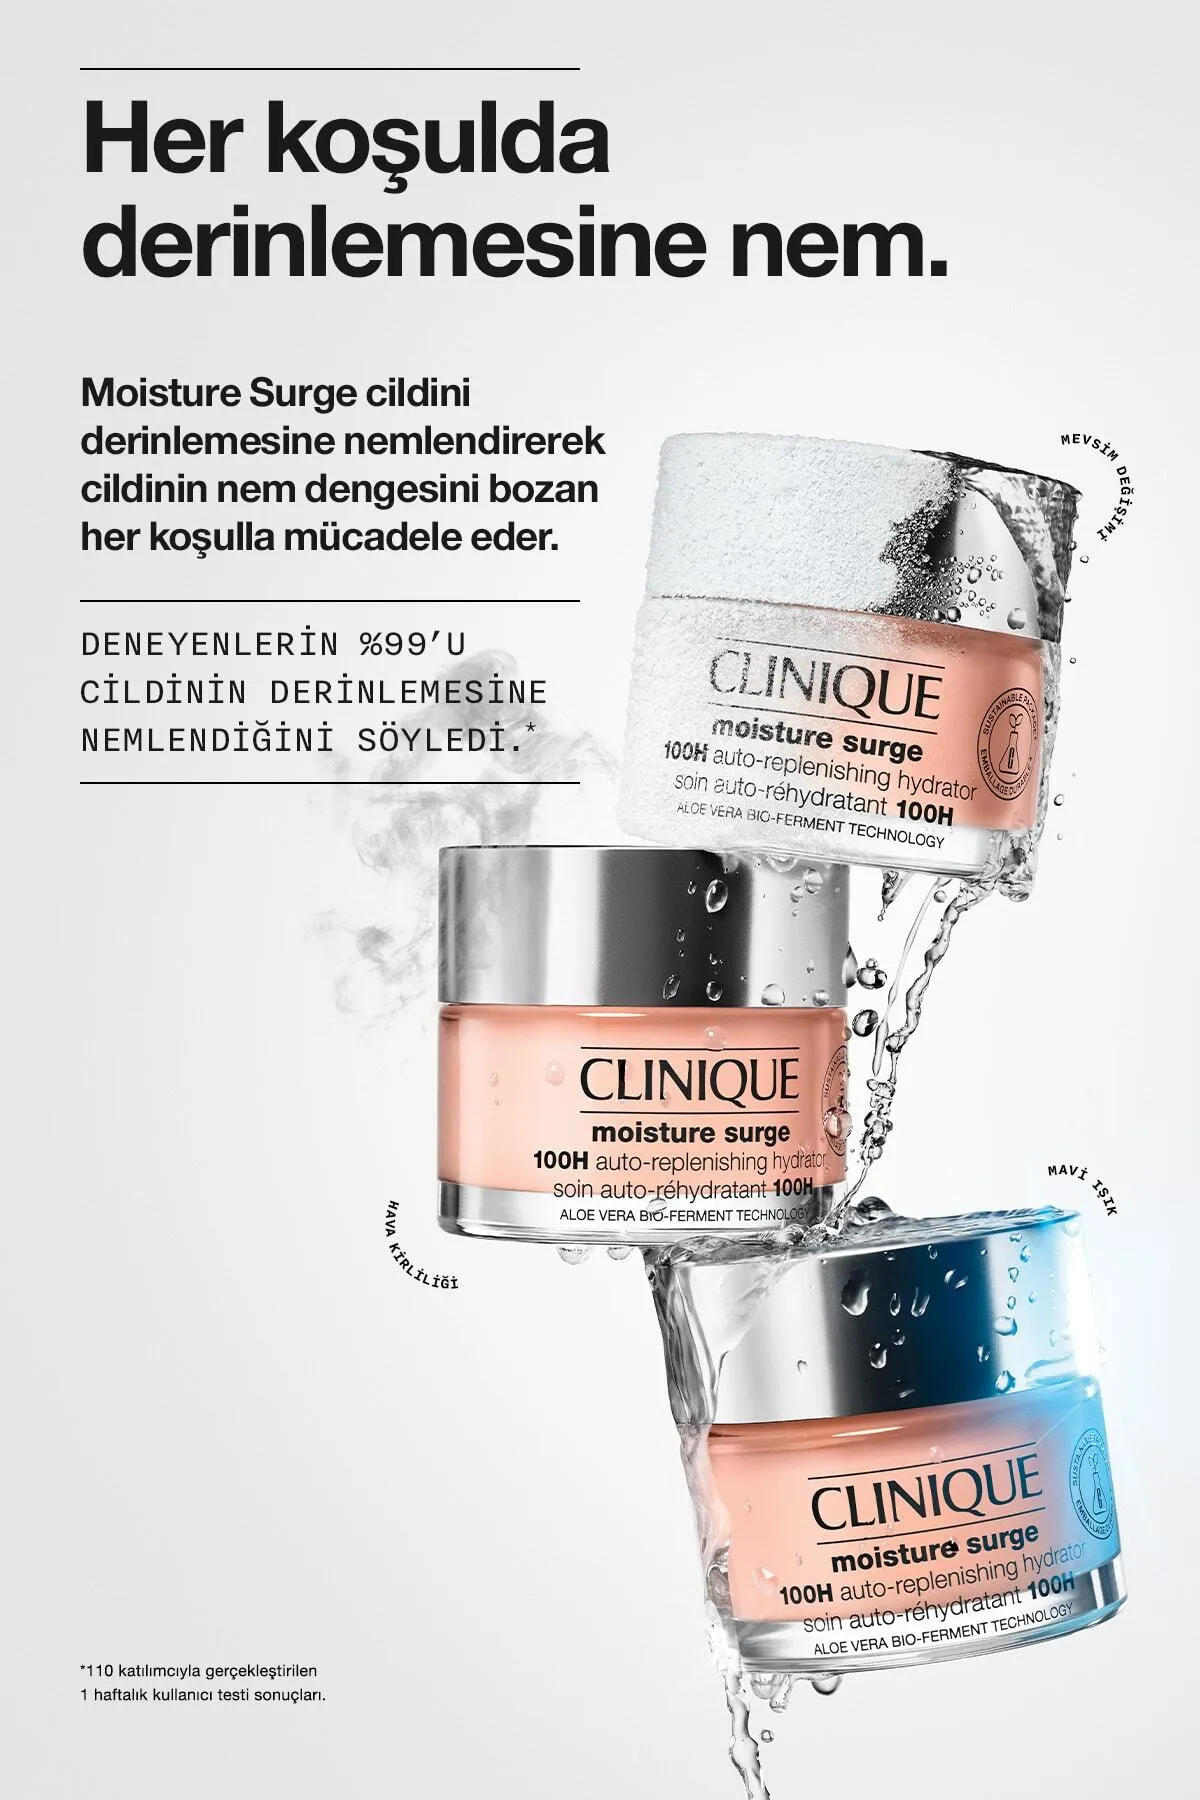 Her koşulda
derinlemesine nem.
Moisture Surge cildini
derinlemesine nemlendirerek
cildinin nem dengesini bozan
her koşulla mücadele eder.
DENEYENLERİN %99’U
CİLDİNİN DERİNLEMESİNE
NEMLENDİĞİNİ SÖYLEDİ.*
MEVSİM DEĞİŞİMİ
CLINIQUE
moisture surge
100H auto-replenishing hydrator
soin auto-réhydratant 100H
ALOE VERA BIO-FERMENT TECHNOLOGY
SUSTAINABLE PACKAGING
EMBALLAGE DURABLE
CLINIQUE
moisture surge
100H auto-replenishing hydrator
soin auto-réhydratant 100H
ALOE VERA BIO-FERMENT TECHNOLOGY
HAVA KİRLİLİĞİ
MAVİ IŞIK
CLINIQUE
moisture surge
100H auto-replenishing hydrator
soin auto-réhydratant 100H
ALOE VERA BIO-FERMENT TECHNOLOGY
*110 katılımcıyla gerçekleştirilen
1 haftalık kullanıcı testi sonuçları.